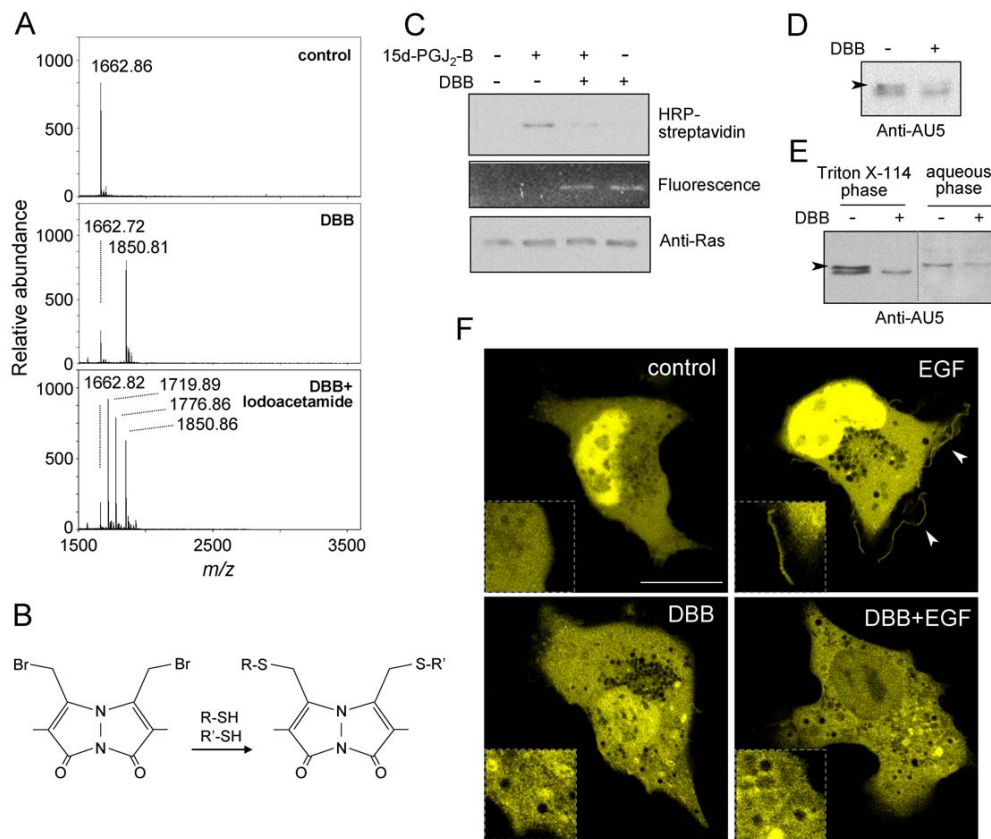 A
control
1000
1662.86
500
0
DBB
1000
1662.72
1850.81
500
0
DBB+
Iodoacetamide
1000
1662.82
1719.89
1776.86
1850.86
500
0
1500
2500
3500
m/z
Relative abundance
B
Br
Br
N
N
O
O
R-SH
R'-SH
R-S
S-R'
N
N
O
O
C
15d-PGJ₂-B - + + -
DBB - - + +
HRP-
streptavidin
Fluorescence
Anti-Ras
D
DBB - +
Anti-AU5
E
Triton X-114
phase
aqueous
phase
DBB - + - +
Anti-AU5
F
control
EGF
DBB
DBB+EGF